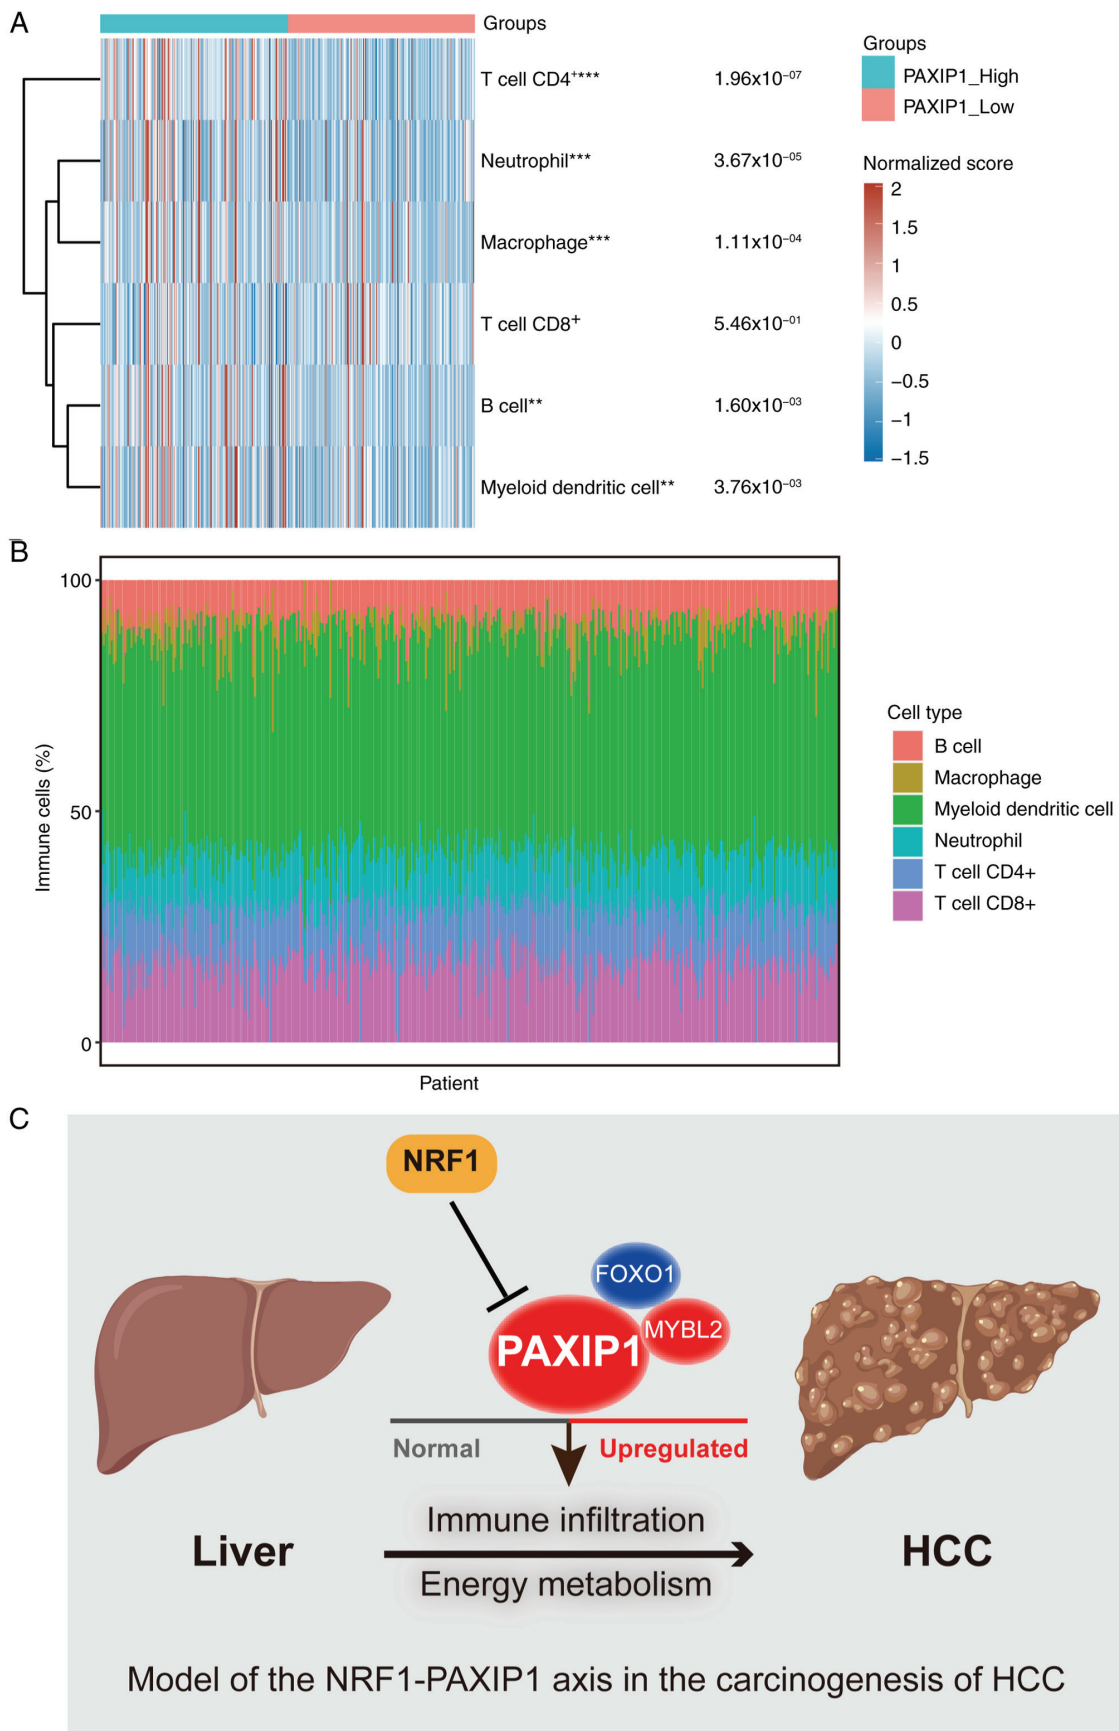 A
Groups
T cell CD4⁺*** 1.96x10⁻⁰⁷
Neutrophil*** 3.67x10⁻⁰⁵
Macrophage*** 1.11x10⁻⁰⁴
T cell CD8⁺ 5.46x10⁻⁰¹
B cell** 1.60x10⁻⁰³
Myeloid dendritic cell** 3.76x10⁻⁰³
Groups
PAXIP1_High
PAXIP1_Low
Normalized score
2
1.5
1
0.5
0
−0.5
−1
−1.5
B
100
50
0
Immune cells (%)
Patient
Cell type
B cell
Macrophage
Myeloid dendritic cell
Neutrophil
T cell CD4+
T cell CD8+
C
NRF1
FOXO1
MYBL2
PAXIP1
Normal Upregulated
Immune infiltration
Liver HCC
Energy metabolism
Model of the NRF1-PAXIP1 axis in the carcinogenesis of HCC